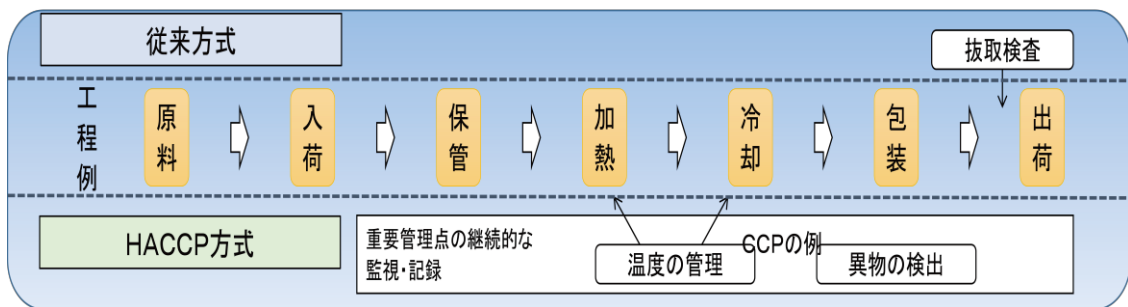 従来方式
抜取検査
工程例
原料
入荷
保管
加熱
冷却
包装
出荷
HACCP方式
重要管理点の継続的な
監視・記録
CCPの例
温度の管理
異物の検出